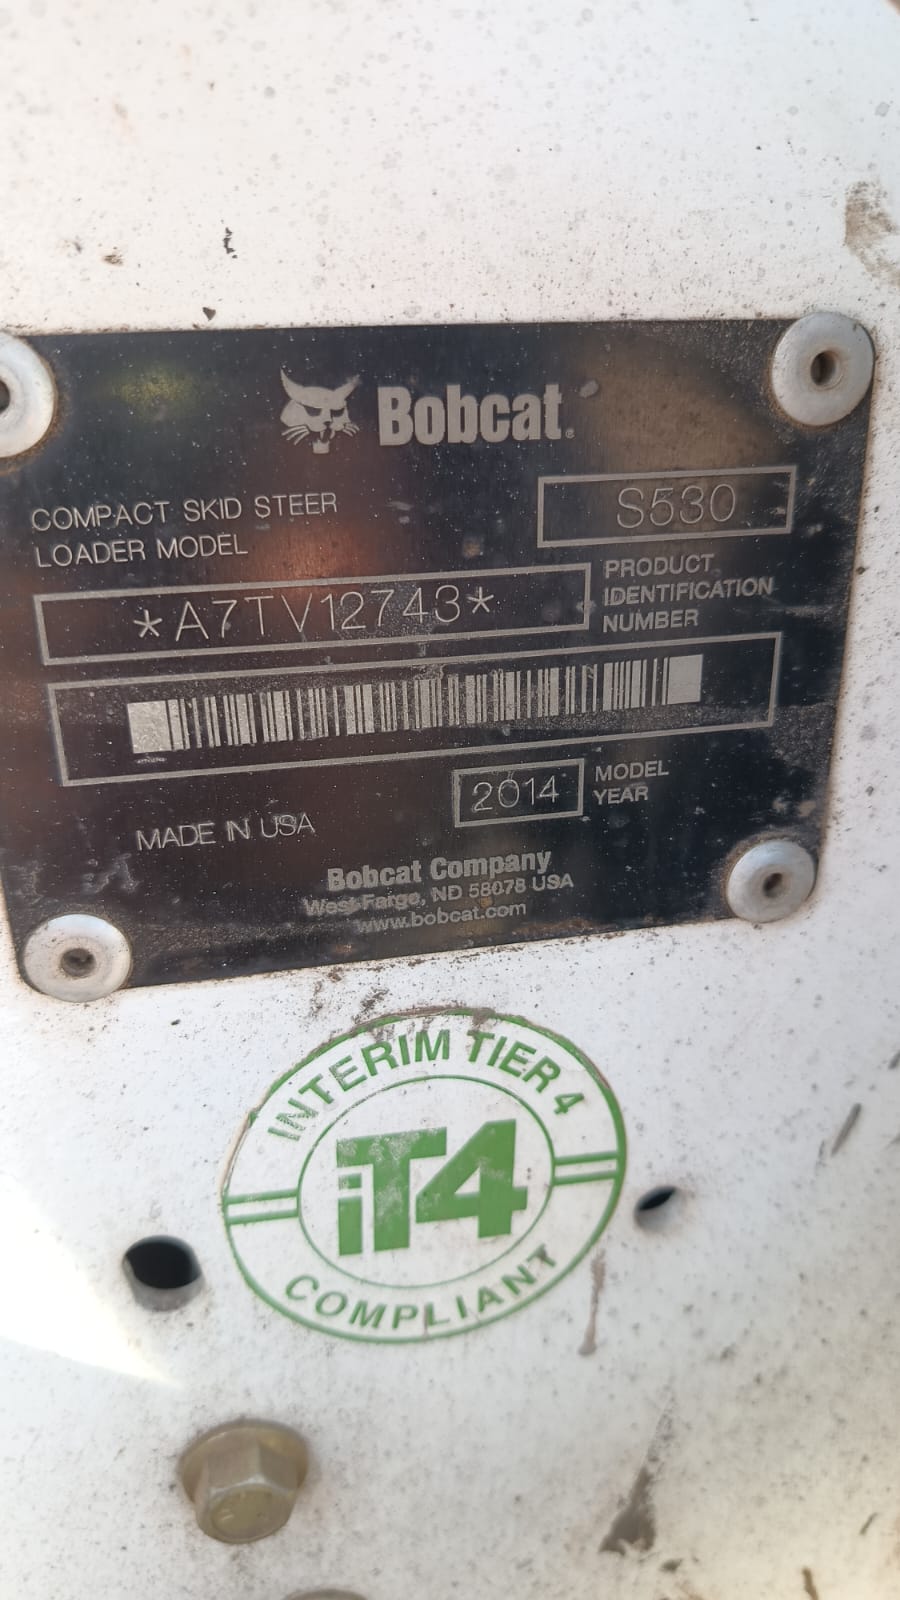 Bobcat®
COMPACT SKID STEER
LOADER MODEL
S530
*A7TV12743*
PRODUCT
IDENTIFICATION
NUMBER
2014
MODEL
YEAR
MADE IN USA
Bobcat Company
West Fargo, ND 58078 USA
www.bobcat.com
INTERIM TIER 4
iT4
COMPLIANT